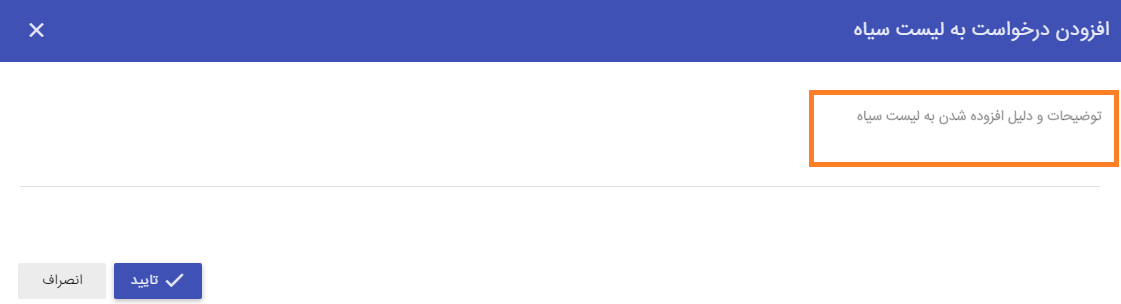 افزودن درخواست به لیست سیاه
توضیحات و دلیل افزوده شدن به لیست سیاه
تایید
انصراف